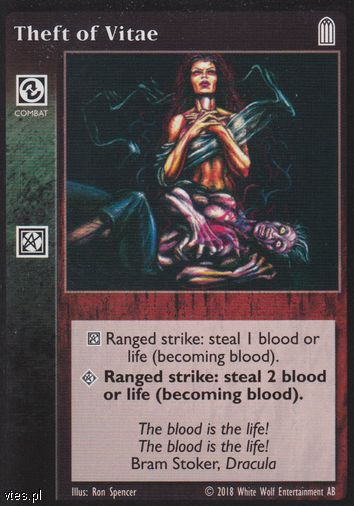 Theft of Vitae
COMBAT
Ranged strike: steal 1 blood or
life (becoming blood).
Ranged strike: steal 2 blood
or life (becoming blood).
The blood is the life!
The blood is the life!
Bram Stoker, Dracula
Illus: Ron Spencer © 2018 White Wolf Entertainment AB
vtes.pl